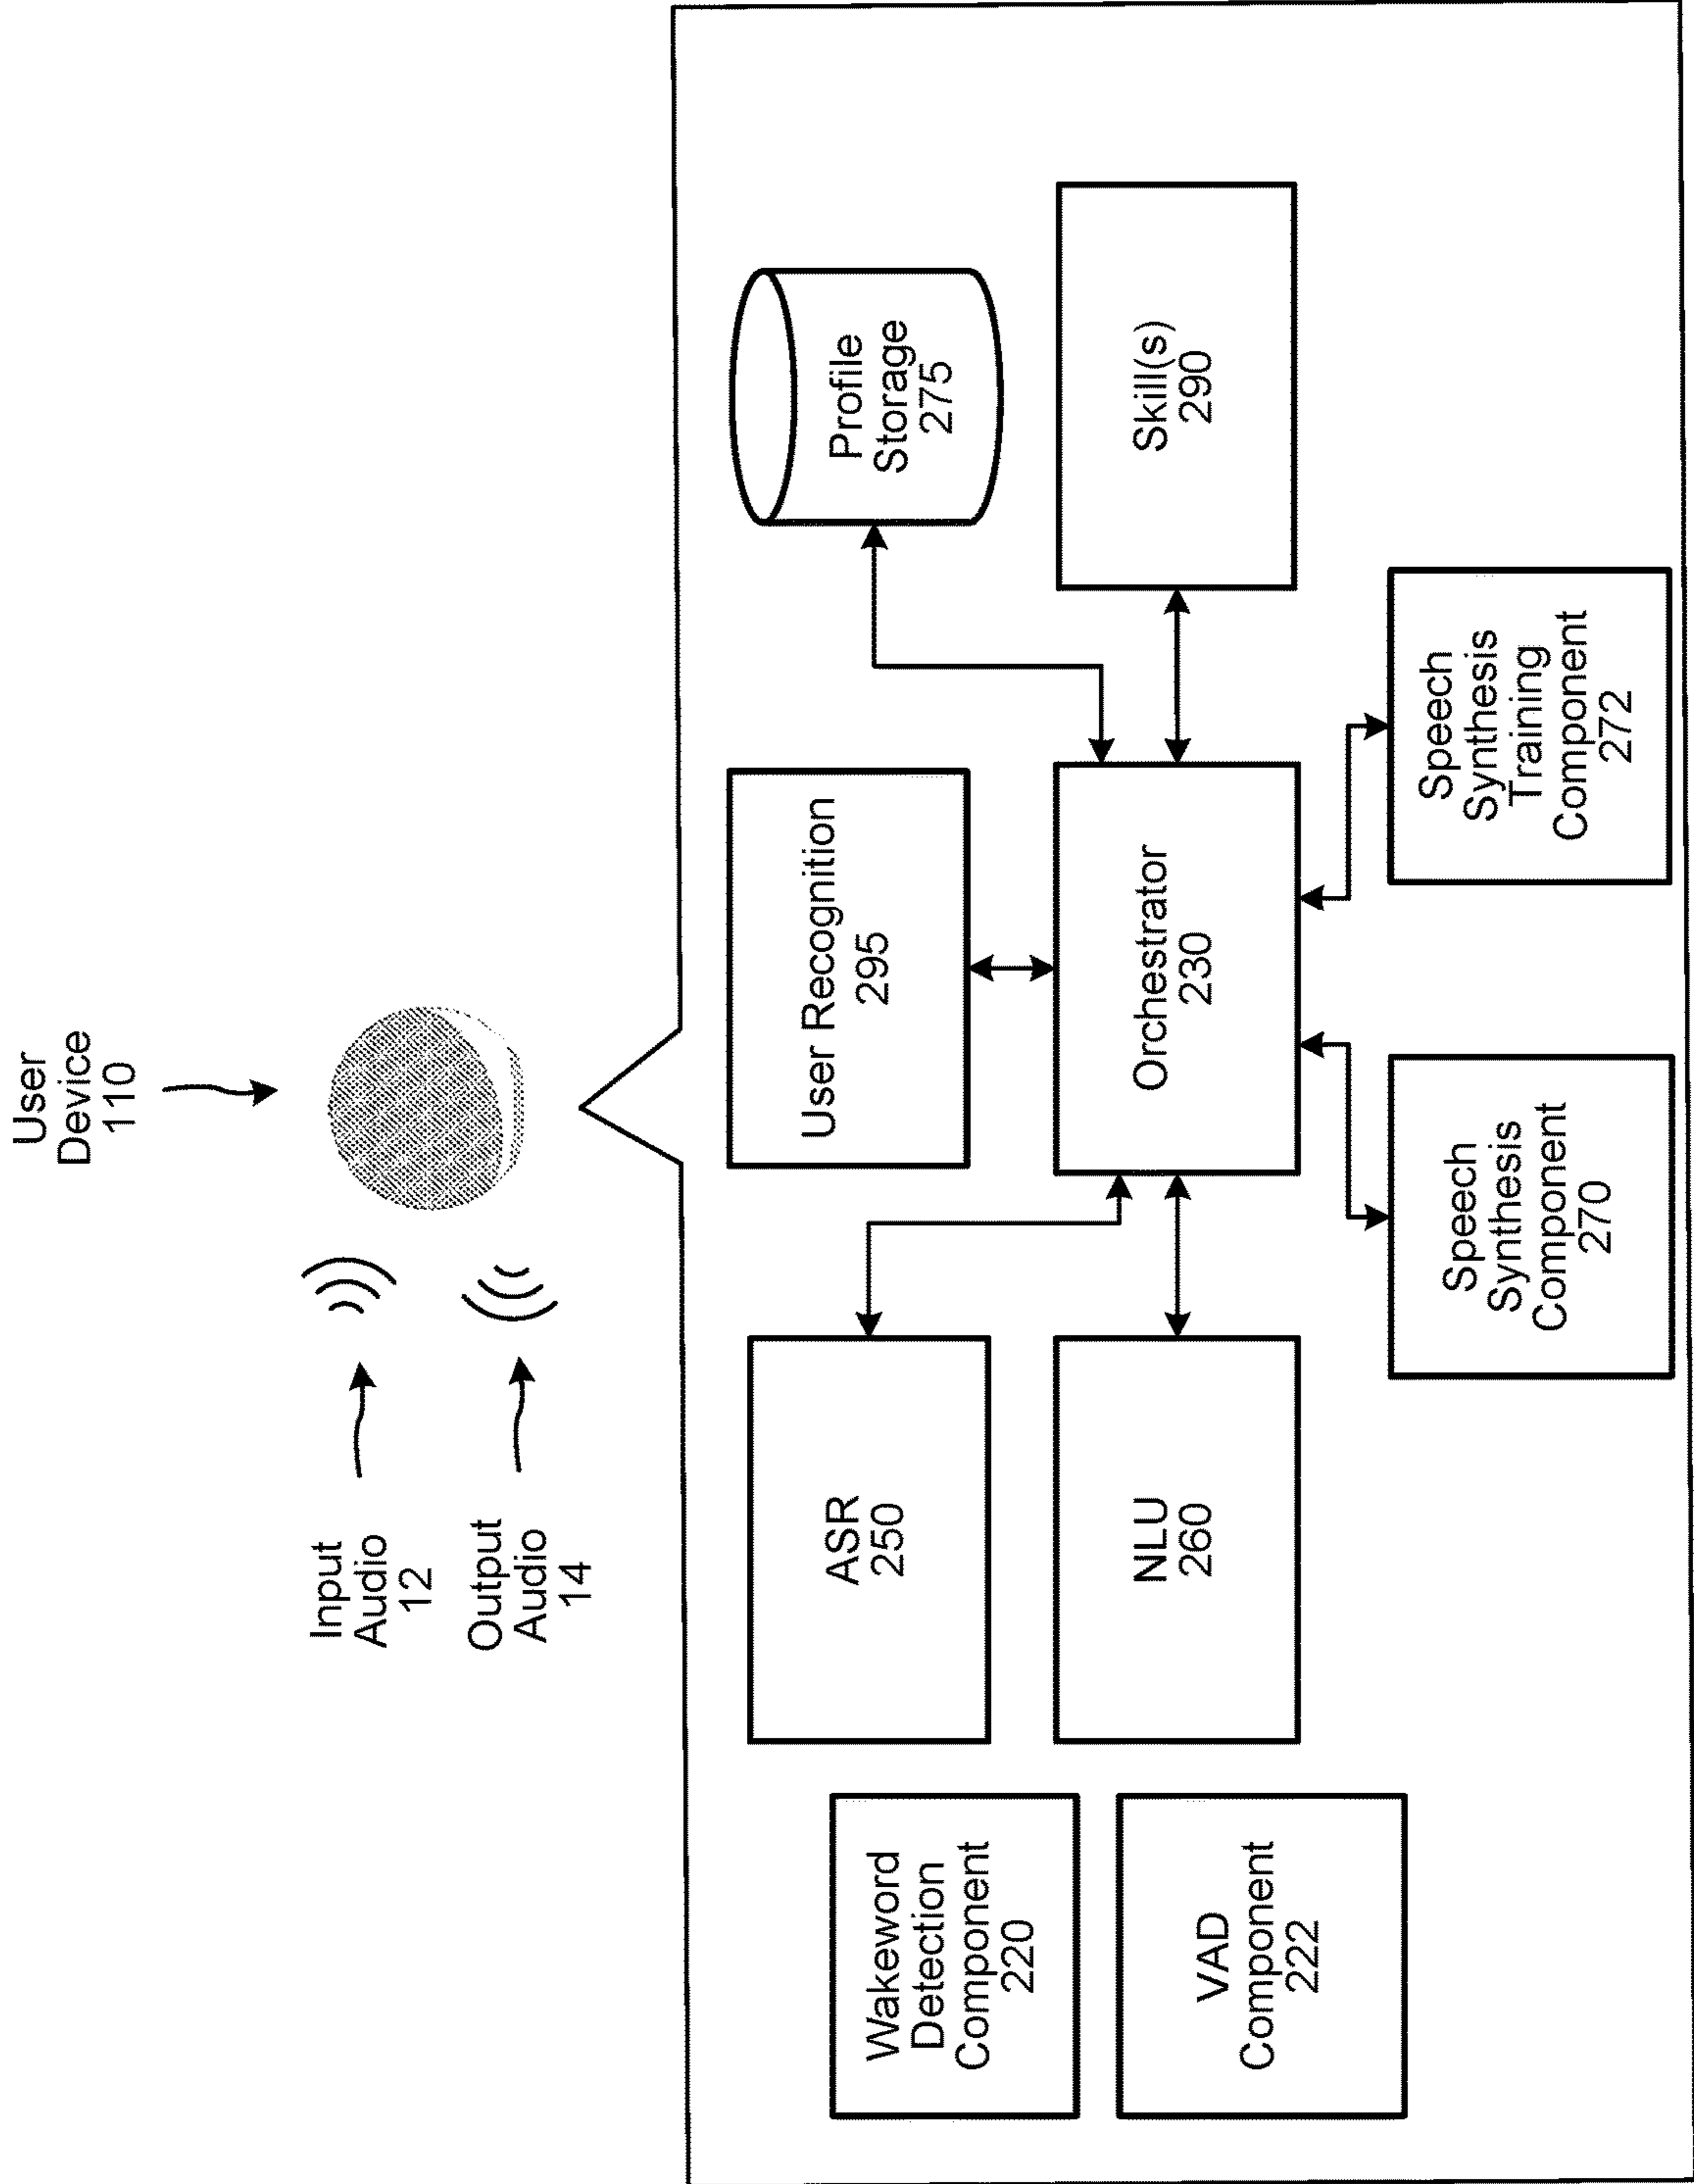 User
Device
110
Input
Audio
12
Output
Audio
14
Wakeword
Detection
Component
220
VAD
Component
222
ASR
250
NLU
260
User Recognition
295
Orchestrator
230
Profile
Storage
275
Skill(s)
290
Speech
Synthesis
Component
270
Speech
Synthesis
Training
Component
272